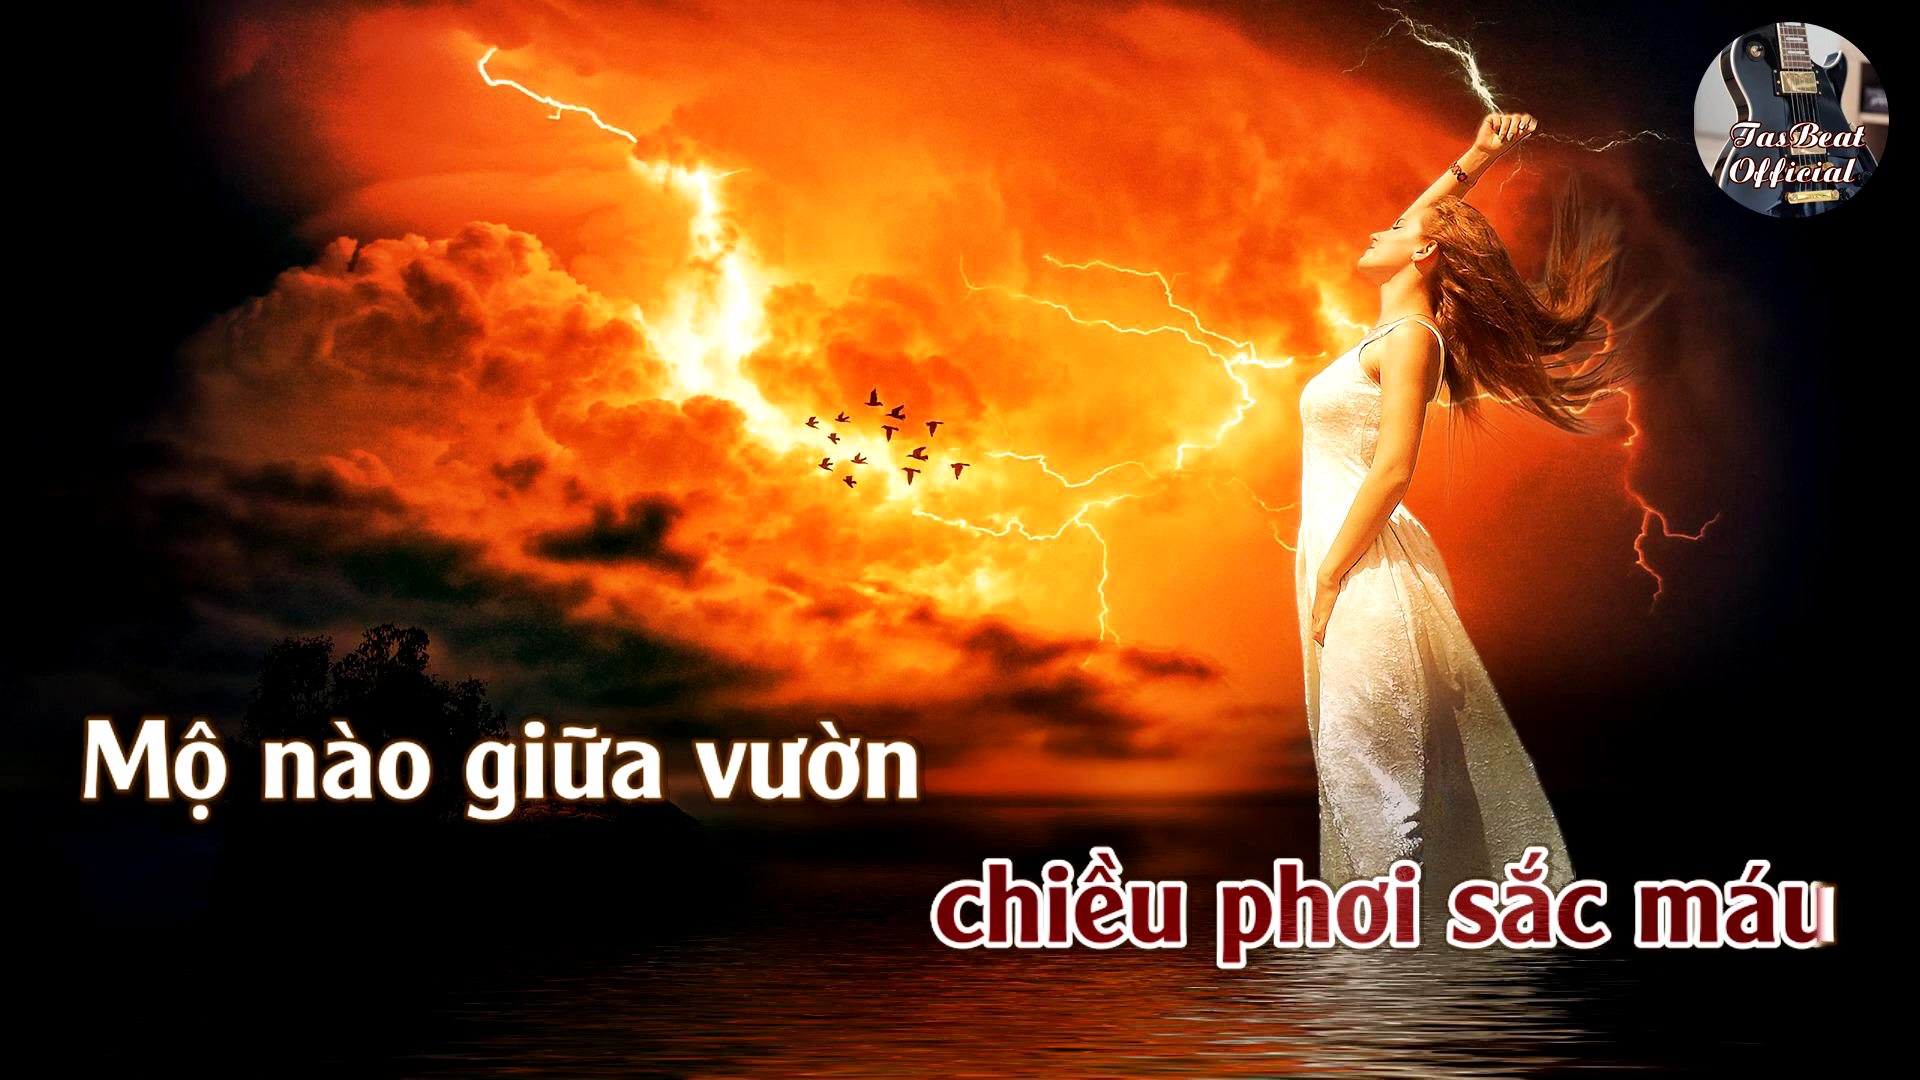 TasBeat
Official
Mộ nào giữa vườn
chiều phơi sắc máu